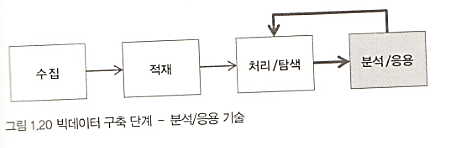 수집
적재
처리/탐색
분석/응용
그림 1.20 빅데이터 구축 단계 - 분석/응용 기술